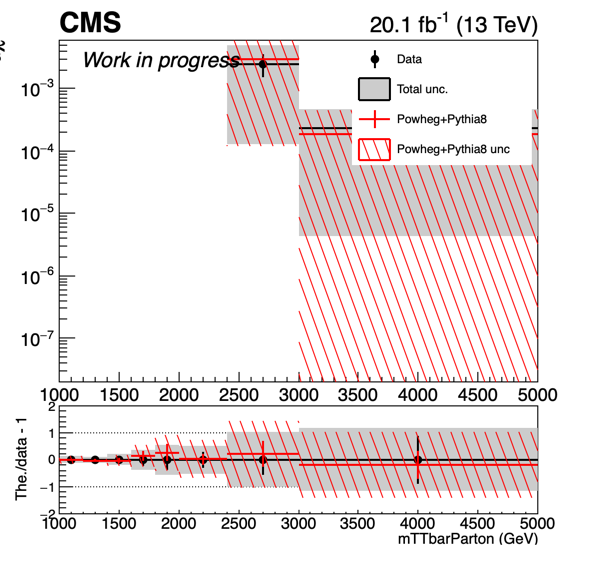 CMS 20.1 fb⁻¹ (13 TeV)
Work in progress
Data
Total unc.
Powheg+Pythia8
Powheg+Pythia8 unc
10⁻³
10⁻⁴
10⁻⁵
10⁻⁶
10⁻⁷
1000 1500 2000 2500 3000 3500 4000 4500 5000
The./data - 1
2
1
0
−1
−2
1000 1500 2000 2500 3000 3500 4000 4500 5000
mTTbarParton (GeV)